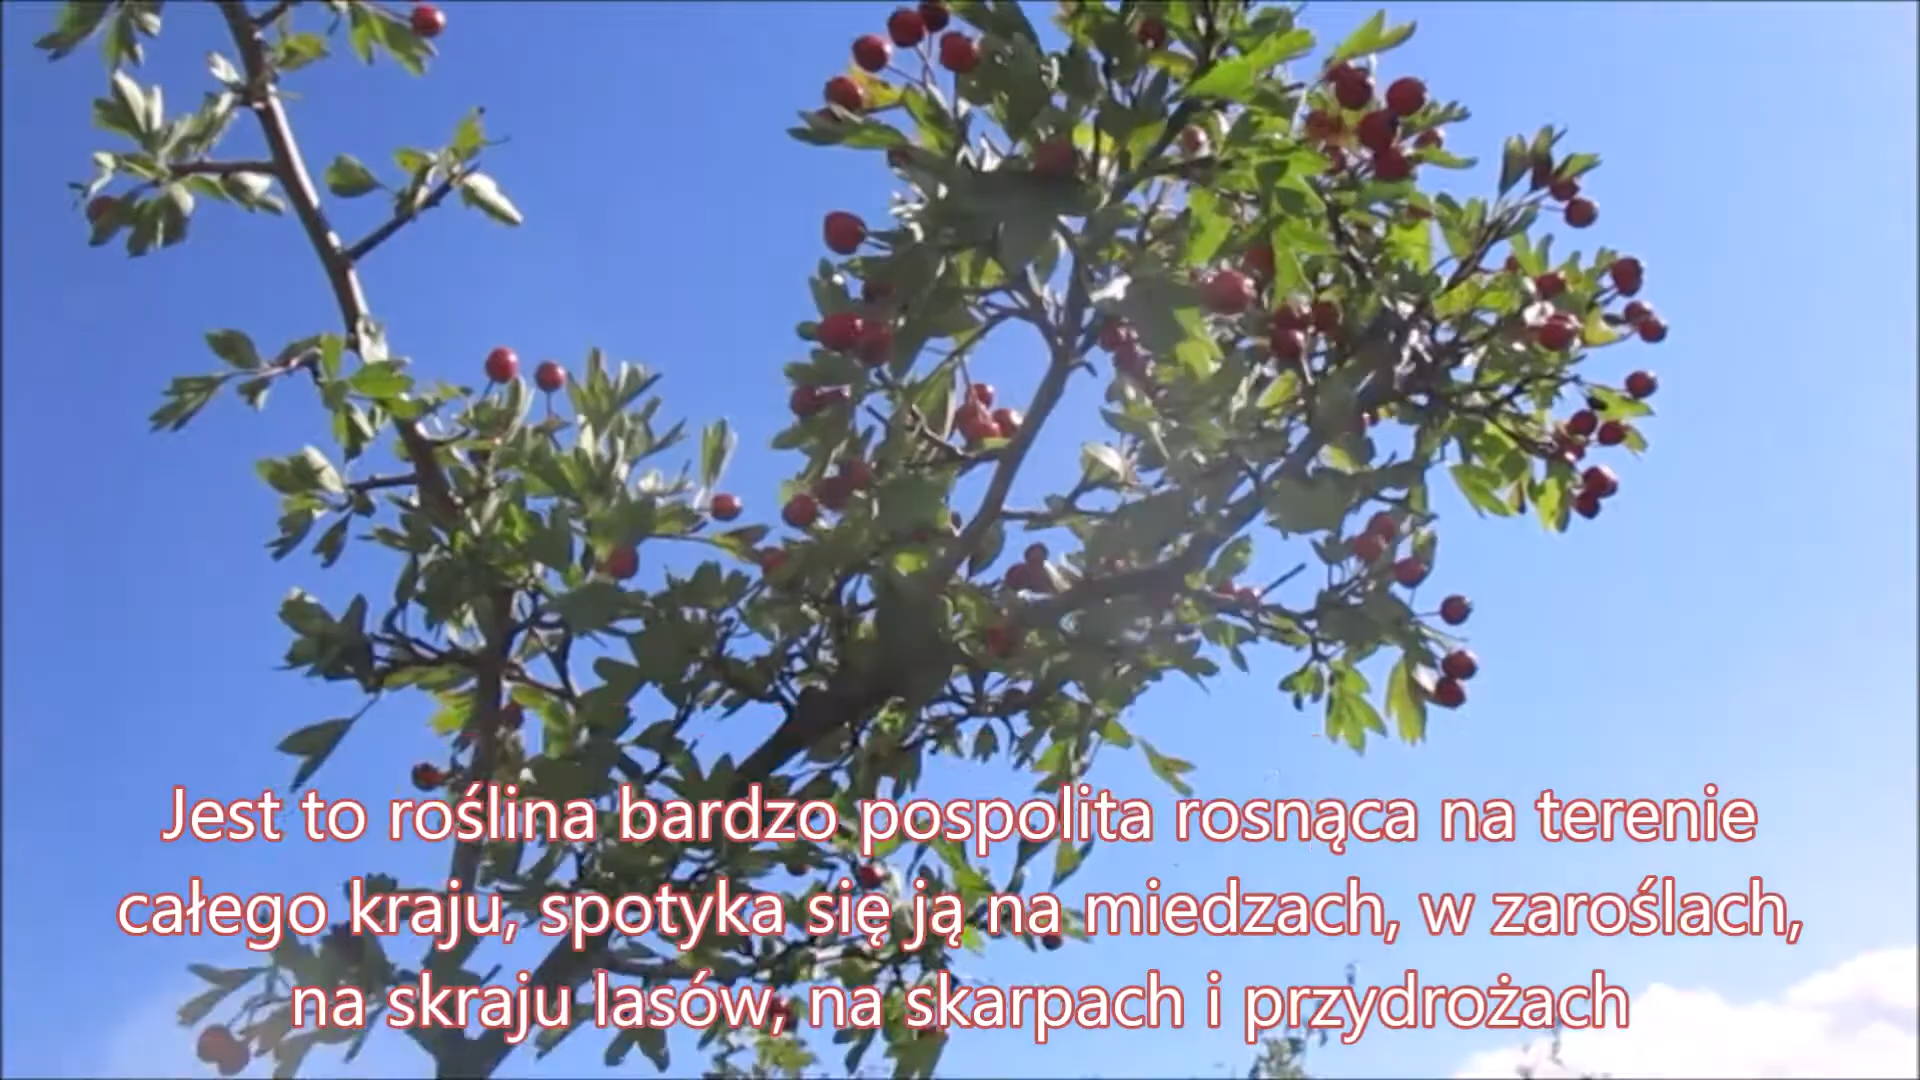 Jest to roślina bardzo pospolita rosnąca na terenie
całego kraju, spotyka się ją na miedzach, w zaroślach,
na skraju lasów, na skarpach i przydrożach